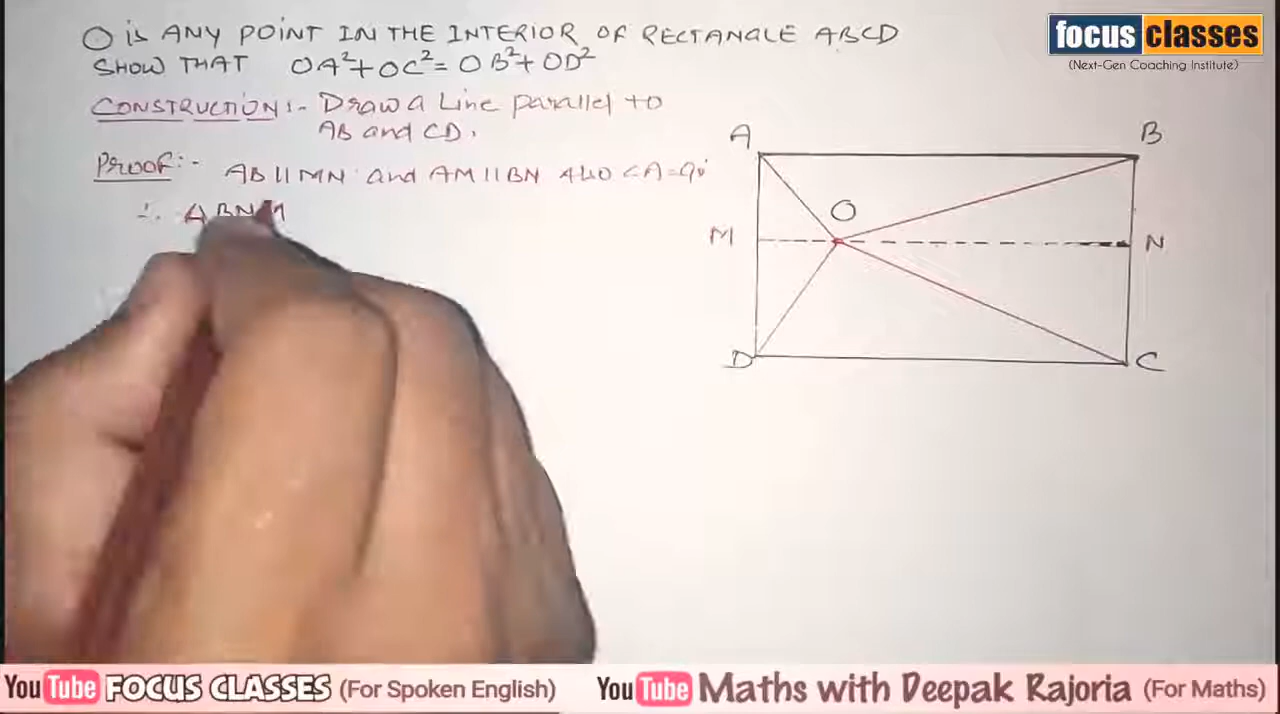 O is ANY POINT IN THE INTERIOR OF RECTANGLE ABCD
SHOW THAT OA²+OC²=OB²+OD²
CONSTRUCTION:- Draw a Line parallel to
AB and CD.
Proof:- AB||MN and AM||BN ALSO <A=90°
∴ ABNM
focus classes
(Next-Gen Coaching Institute)
A
B
O
M
N
D
C
YouTube FOCUS CLASSES (For Spoken English) YouTube Maths with Deepak Rajoria (For Maths)